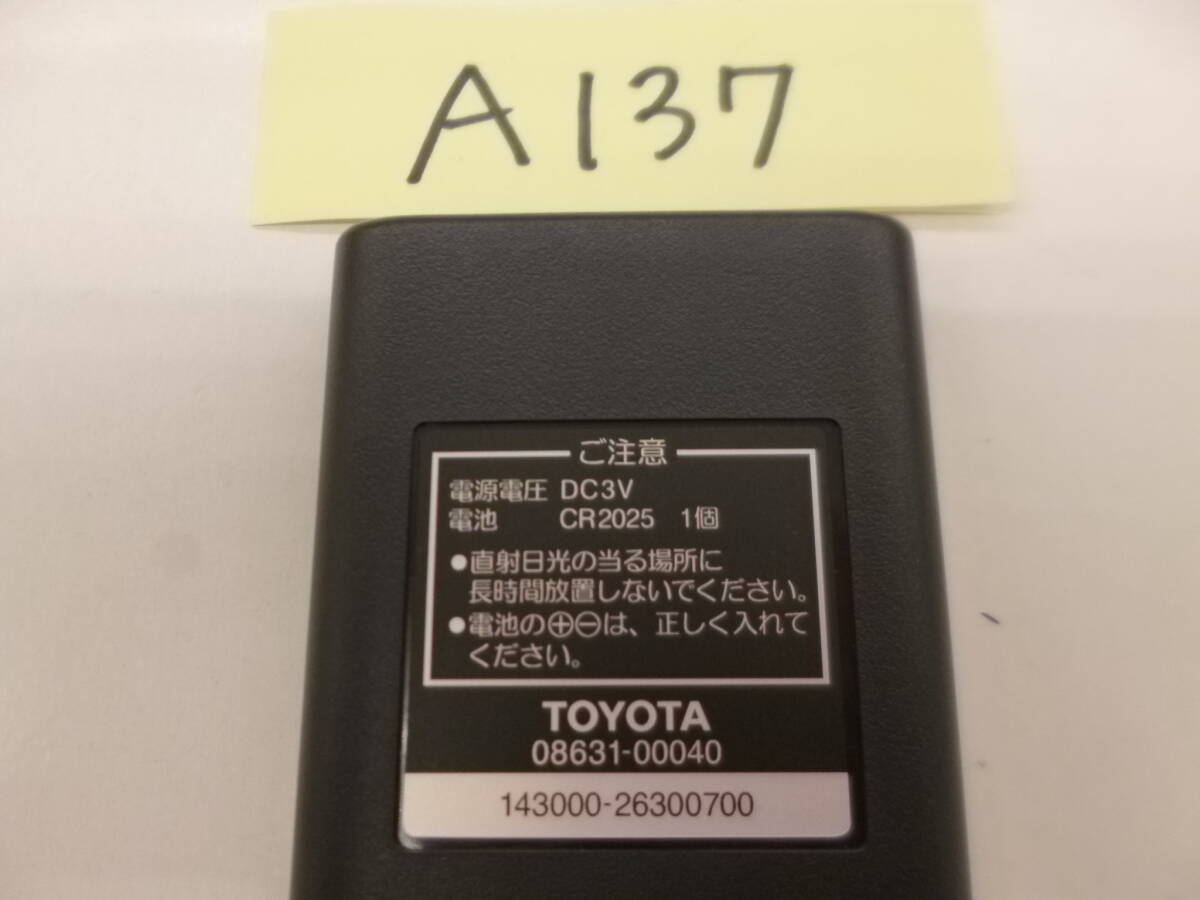 A137
ご注意
電源電圧 DC3V
電池 CR2025 1個
●直射日光の当る場所に
長時間放置しないでください。
●電池の⊕⊖は、正しく入れて
ください。
TOYOTA
08631-00040
143000-26300700